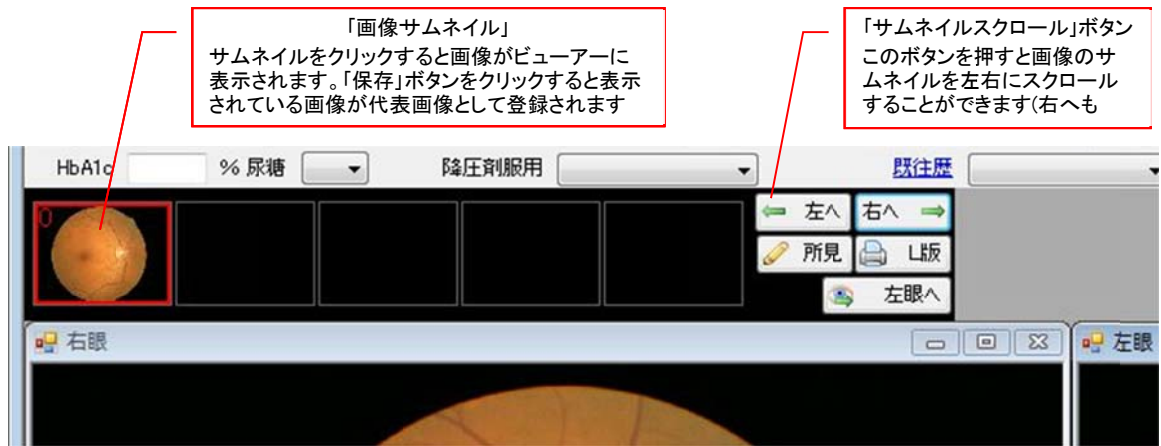 「画像サムネイル」
サムネイルをクリックすると画像がビューアーに
表示されます。「保存」ボタンをクリックすると表示
されている画像が代表画像として登録されます
「サムネイルスクロール」ボタン
このボタンを押すと画像のサ
ムネイルを左右にスクロール
することができます(右へも
HbA1c % 尿糖 降圧剤服用 既往歴
0
左へ 右へ
所見 L版
左眼へ
右眼 左眼